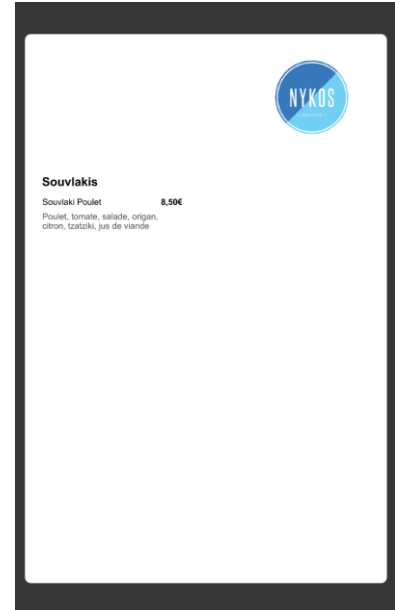 NYKOS
Souvlakis
Souvlaki Poulet 8,50€
Poulet, tomate, salade, origan,
citron, tzatziki, jus de viande